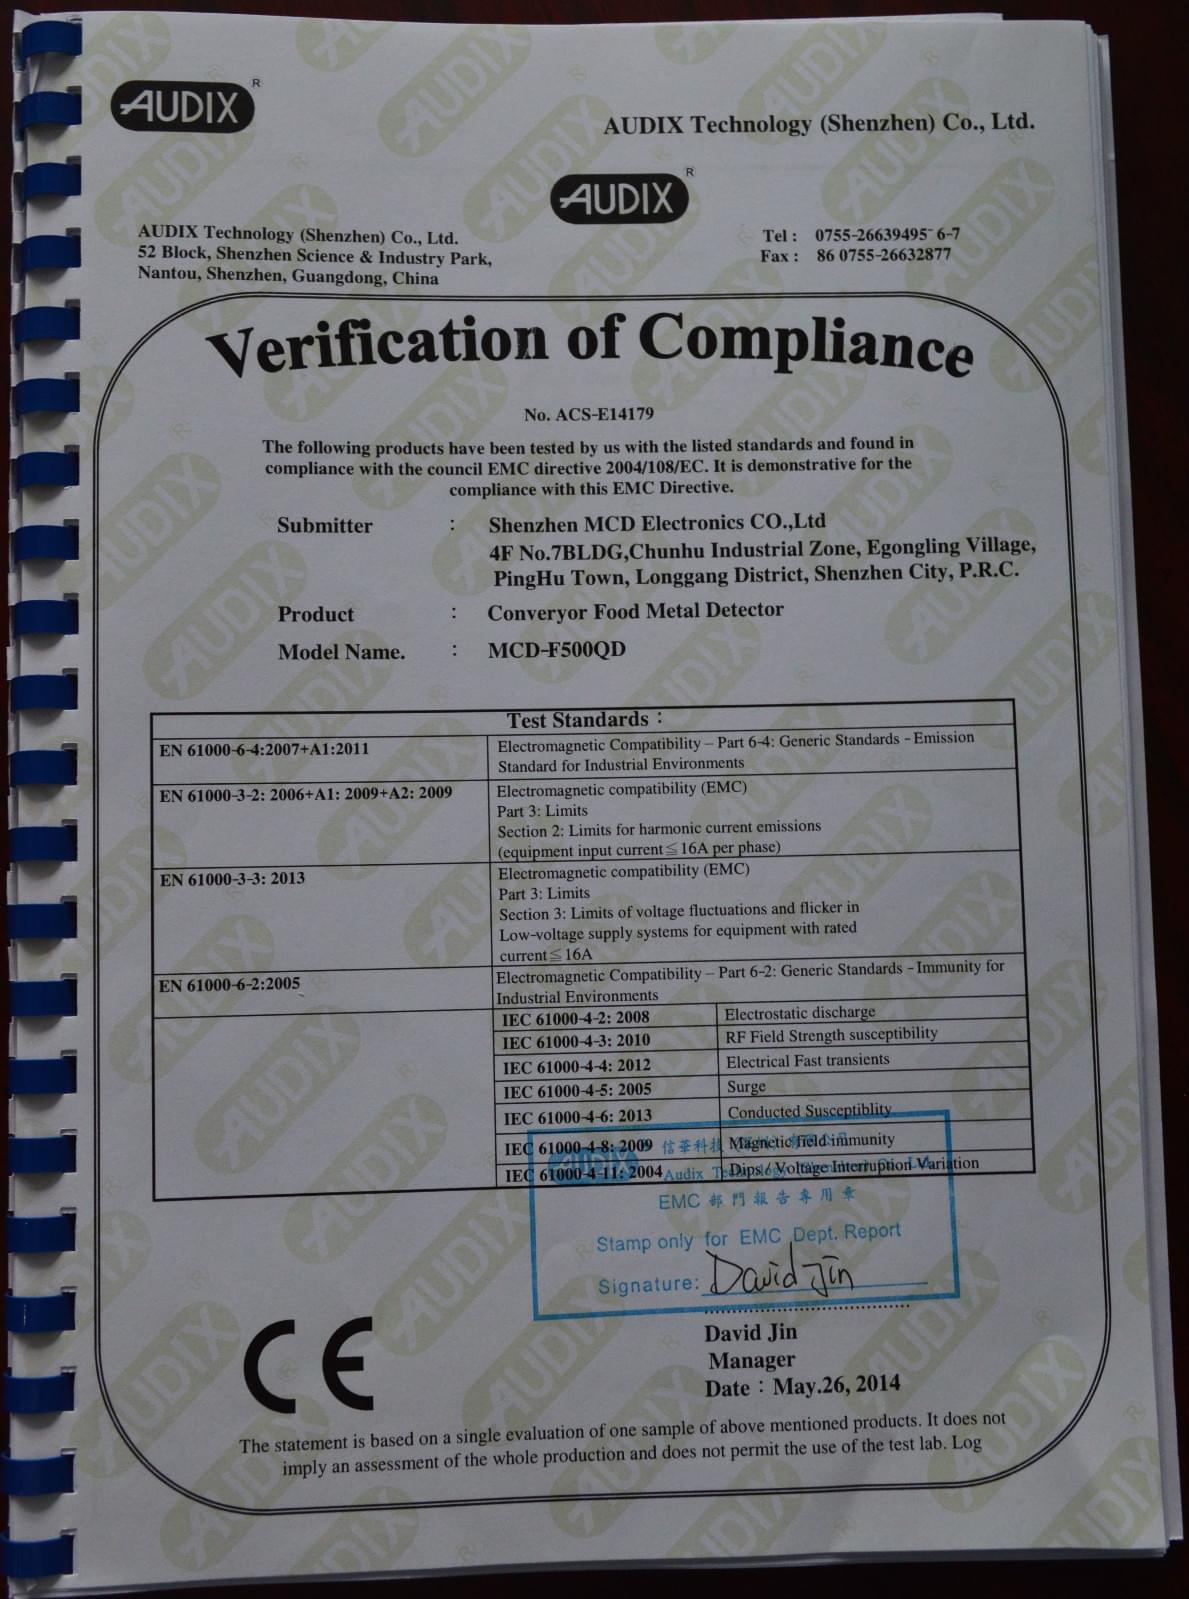 AUDIX ®
AUDIX Technology (Shenzhen) Co., Ltd.
AUDIX ®
AUDIX Technology (Shenzhen) Co., Ltd.
52 Block, Shenzhen Science & Industry Park,
Nantou, Shenzhen, Guangdong, China
Tel : 0755-26639495~6-7
Fax : 86 0755-26632877
Verification of Compliance
No. ACS-E14179
The following products have been tested by us with the listed standards and found in
compliance with the council EMC directive 2004/108/EC. It is demonstrative for the
compliance with this EMC Directive.
Submitter : Shenzhen MCD Electronics CO.,Ltd
4F No.7BLDG,Chunhu Industrial Zone, Egongling Village,
PingHu Town, Longgang District, Shenzhen City, P.R.C.
Product : Converyor Food Metal Detector
Model Name. : MCD-F500QD
Test Standards :
EN 61000-6-4:2007+A1:2011 Electromagnetic Compatibility – Part 6-4: Generic Standards - Emission
Standard for Industrial Environments
EN 61000-3-2: 2006+A1: 2009+A2: 2009 Electromagnetic compatibility (EMC)
Part 3: Limits
Section 2: Limits for harmonic current emissions
(equipment input current≦16A per phase)
EN 61000-3-3: 2013 Electromagnetic compatibility (EMC)
Part 3: Limits
Section 3: Limits of voltage fluctuations and flicker in
Low-voltage supply systems for equipment with rated
current≦16A
EN 61000-6-2:2005 Electromagnetic Compatibility – Part 6-2: Generic Standards - Immunity for
Industrial Environments
IEC 61000-4-2: 2008 Electrostatic discharge
IEC 61000-4-3: 2010 RF Field Strength susceptibility
IEC 61000-4-4: 2012 Electrical Fast transients
IEC 61000-4-5: 2005 Surge
IEC 61000-4-6: 2013 Conducted Susceptiblity
IEC 61000-4-8: 2009 Magnetic field immunity
IEC 61000-4-11: 2004 Dips / Voltage Interruption Variation
AUDIX 信華科技
Audix
EMC 部門報告專用章
Stamp only for EMC Dept. Report
Signature: David Jin
David Jin
Manager
Date : May.26, 2014
CE
The statement is based on a single evaluation of one sample of above mentioned products. It does not
imply an assessment of the whole production and does not permit the use of the test lab. Log